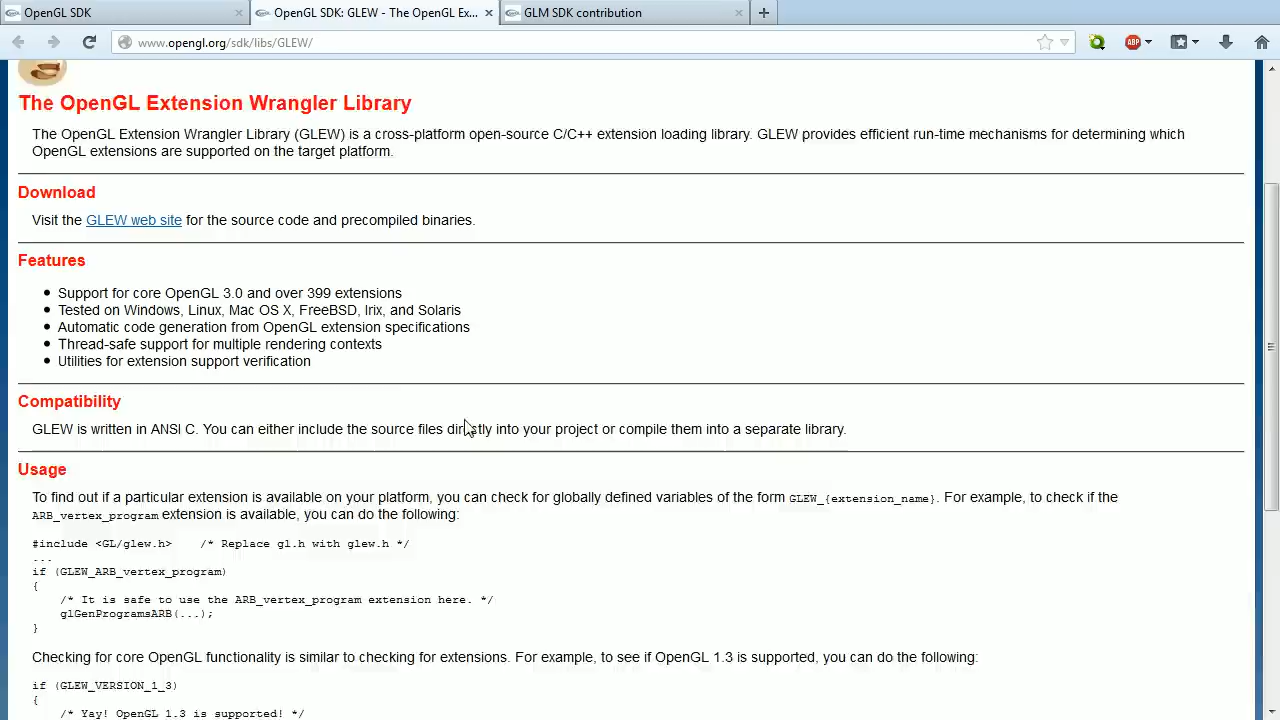 OpenGL SDK
OpenGL SDK: GLEW - The OpenGL Ex...
GLM SDK contribution
www.opengl.org/sdk/libs/GLEW/
ABP
The OpenGL Extension Wrangler Library
The OpenGL Extension Wrangler Library (GLEW) is a cross-platform open-source C/C++ extension loading library. GLEW provides efficient run-time mechanisms for determining which
OpenGL extensions are supported on the target platform.
Download
Visit the GLEW web site for the source code and precompiled binaries.
Features
• Support for core OpenGL 3.0 and over 399 extensions
• Tested on Windows, Linux, Mac OS X, FreeBSD, Irix, and Solaris
• Automatic code generation from OpenGL extension specifications
• Thread-safe support for multiple rendering contexts
• Utilities for extension support verification
Compatibility
GLEW is written in ANSI C. You can either include the source files directly into your project or compile them into a separate library.
Usage
To find out if a particular extension is available on your platform, you can check for globally defined variables of the form GLEW_{extension_name}. For example, to check if the
ARB_vertex_program extension is available, you can do the following:
#include <GL/glew.h>    /* Replace gl.h with glew.h */
...
if (GLEW_ARB_vertex_program)
{
    /* It is safe to use the ARB_vertex_program extension here. */
    glGenProgramsARB(...);
}
Checking for core OpenGL functionality is similar to checking for extensions. For example, to see if OpenGL 1.3 is supported, you can do the following:
if (GLEW_VERSION_1_3)
{
    /* Yay! OpenGL 1.3 is supported! */